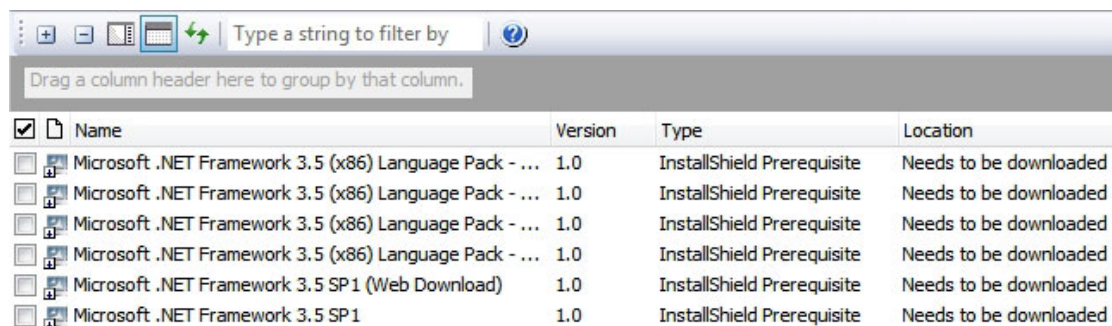 Type a string to filter by
Drag a column header here to group by that column.
Name Version Type Location
Microsoft .NET Framework 3.5 (x86) Language Pack - ... 1.0 InstallShield Prerequisite Needs to be downloaded
Microsoft .NET Framework 3.5 (x86) Language Pack - ... 1.0 InstallShield Prerequisite Needs to be downloaded
Microsoft .NET Framework 3.5 (x86) Language Pack - ... 1.0 InstallShield Prerequisite Needs to be downloaded
Microsoft .NET Framework 3.5 (x86) Language Pack - ... 1.0 InstallShield Prerequisite Needs to be downloaded
Microsoft .NET Framework 3.5 SP1 (Web Download) 1.0 InstallShield Prerequisite Needs to be downloaded
Microsoft .NET Framework 3.5 SP1 1.0 InstallShield Prerequisite Needs to be downloaded